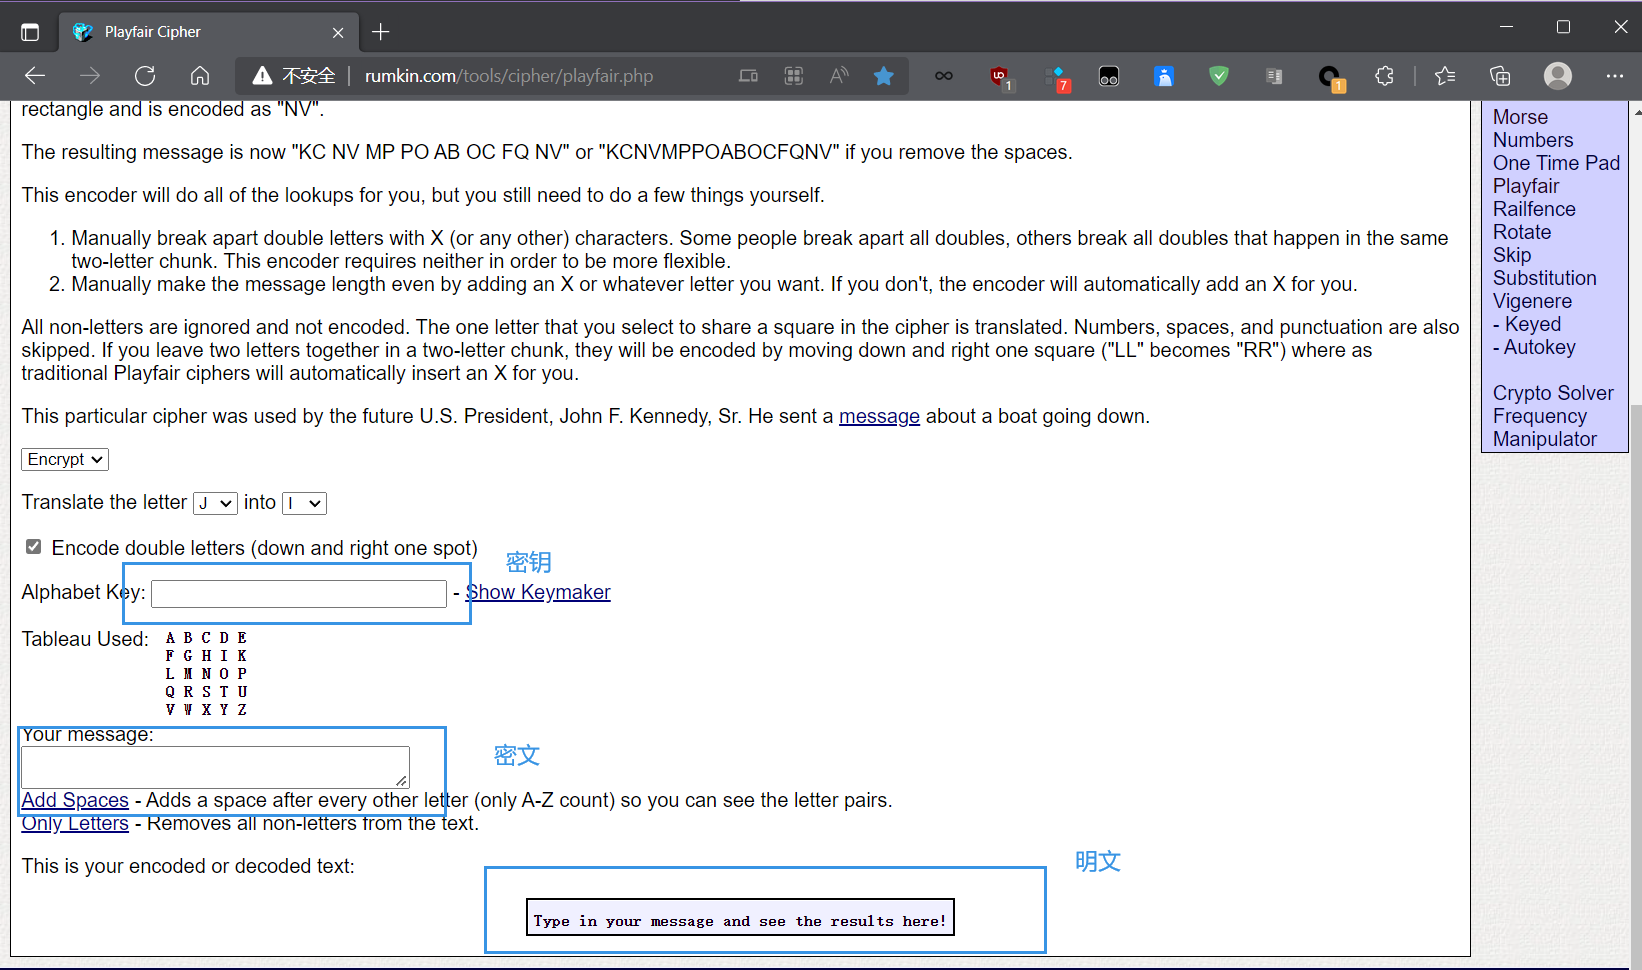 Playfair Cipher
不安全 | rumkin.com/tools/cipher/playfair.php
1
7
1
rectangle and is encoded as "NV".
The resulting message is now "KC NV MP PO AB OC FQ NV" or "KCNVMPPOABOCFQNV" if you remove the spaces.
This encoder will do all of the lookups for you, but you still need to do a few things yourself.
1. Manually break apart double letters with X (or any other) characters. Some people break apart all doubles, others break all doubles that happen in the same
two-letter chunk. This encoder requires neither in order to be more flexible.
2. Manually make the message length even by adding an X or whatever letter you want. If you don't, the encoder will automatically add an X for you.
All non-letters are ignored and not encoded. The one letter that you select to share a square in the cipher is translated. Numbers, spaces, and punctuation are also
skipped. If you leave two letters together in a two-letter chunk, they will be encoded by moving down and right one square ("LL" becomes "RR") where as
traditional Playfair ciphers will automatically insert an X for you.
This particular cipher was used by the future U.S. President, John F. Kennedy, Sr. He sent a message about a boat going down.
Encrypt
Translate the letter J into I
Encode double letters (down and right one spot)
密钥
Alphabet Key: - Show Keymaker
Tableau Used: A B C D E
F G H I K
L M N O P
Q R S T U
V W X Y Z
Your message:
密文
Add Spaces - Adds a space after every other letter (only A-Z count) so you can see the letter pairs.
Only Letters - Removes all non-letters from the text.
This is your encoded or decoded text:
明文
Type in your message and see the results here!
Morse
Numbers
One Time Pad
Playfair
Railfence
Rotate
Skip
Substitution
Vigenere
- Keyed
- Autokey
Crypto Solver
Frequency
Manipulator